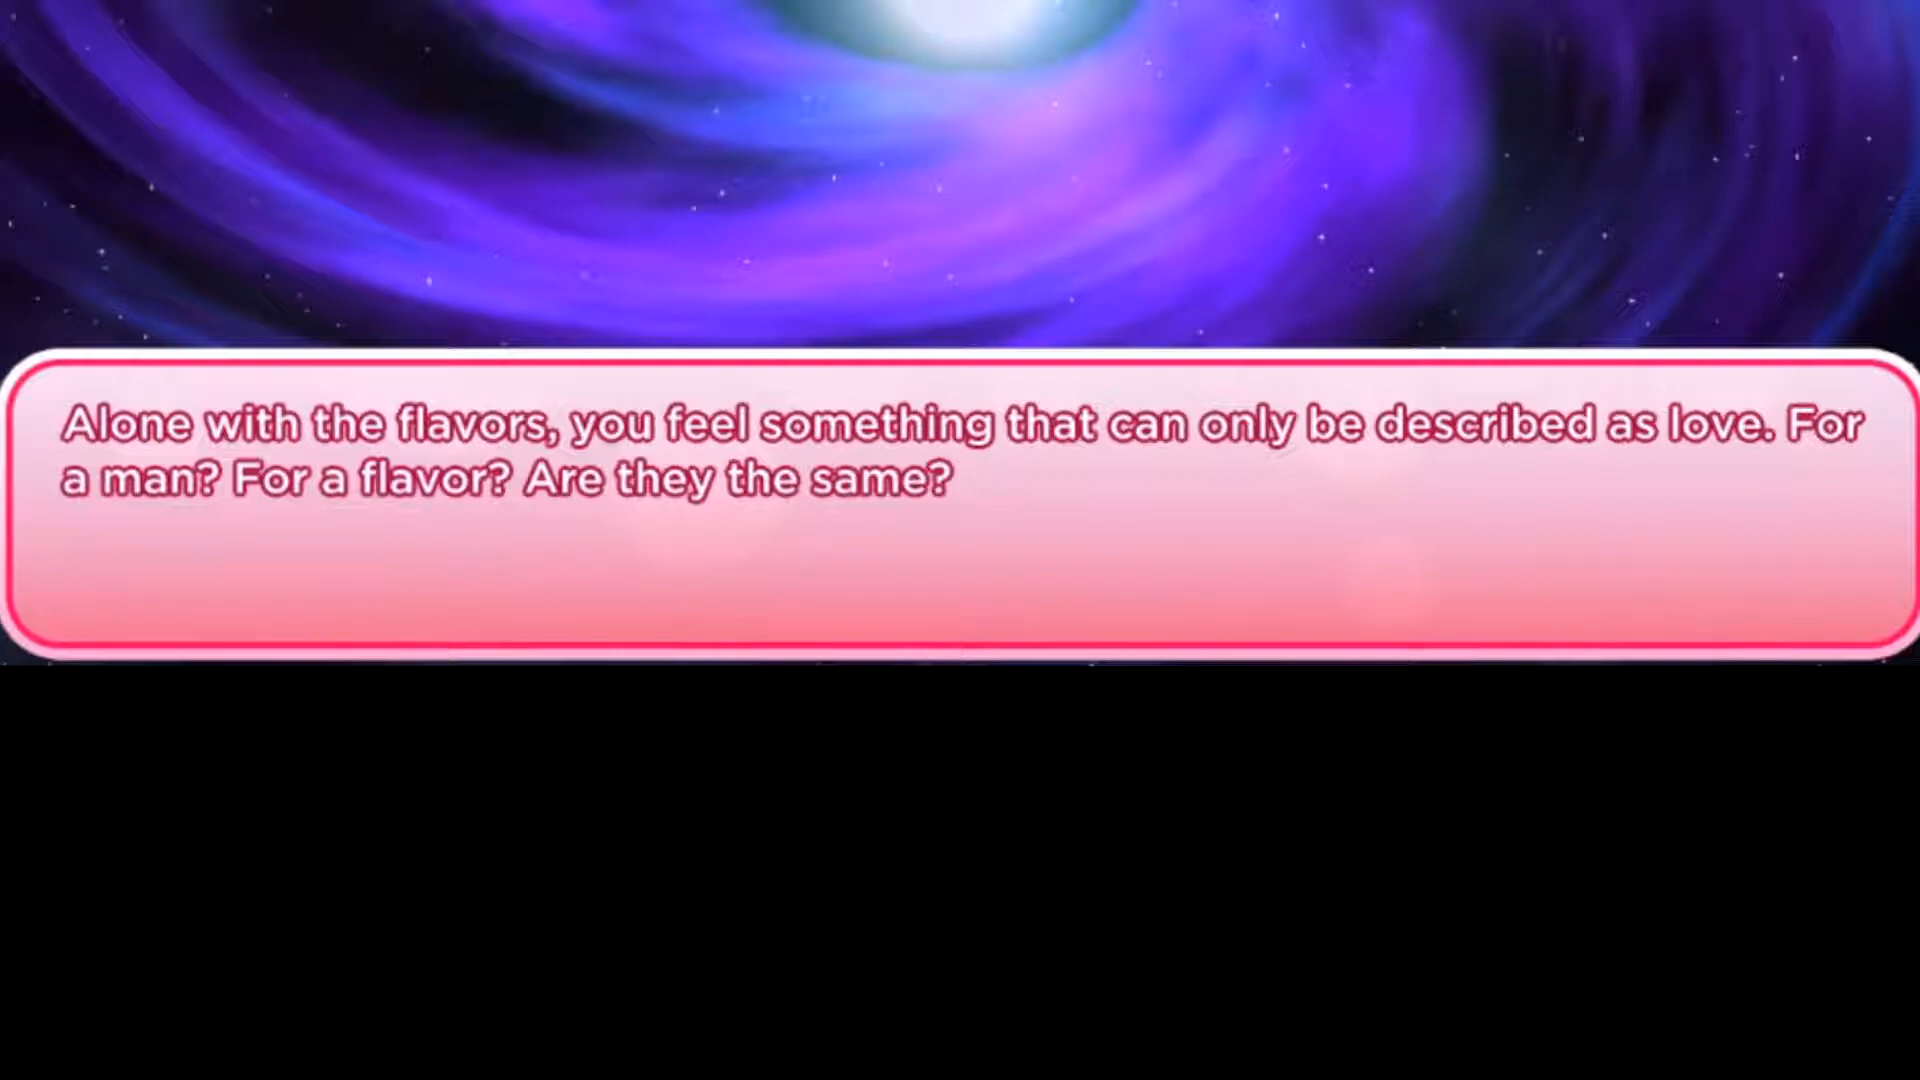 Alone with the flavors, you feel something that can only be described as love. For
a man? For a flavor? Are they the same?